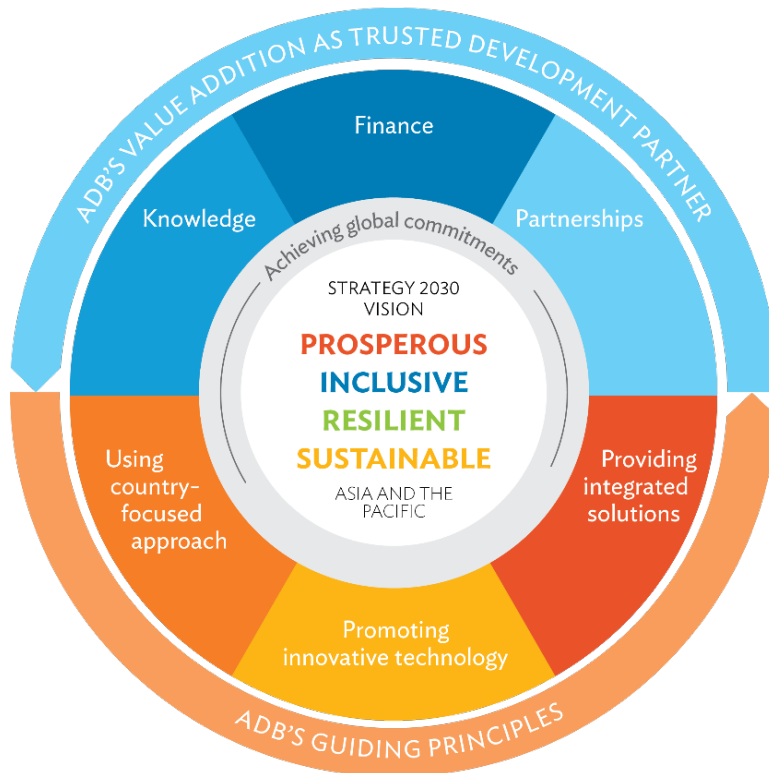 ADB'S VALUE ADDITION AS TRUSTED DEVELOPMENT PARTNER
Finance
Knowledge
Partnerships
Achieving global commitments
STRATEGY 2030
VISION
PROSPEROUS
INCLUSIVE
RESILIENT
SUSTAINABLE
ASIA AND THE
PACIFIC
Using
country-
focused
approach
Providing
integrated
solutions
Promoting
innovative technology
ADB'S GUIDING PRINCIPLES